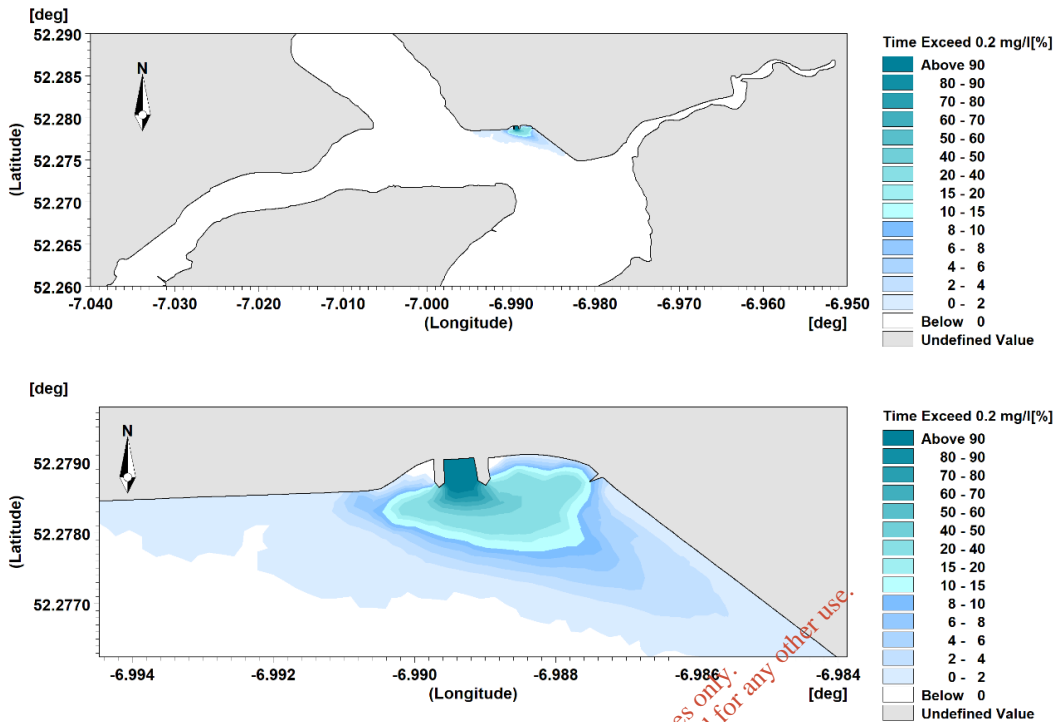 [deg]
52.290
52.285
52.280
52.275
52.270
52.265
52.260
(Latitude)
N
-7.040 -7.030 -7.020 -7.010 -7.000 -6.990 -6.980 -6.970 -6.960 -6.950
(Longitude) [deg]
Time Exceed 0.2 mg/l[%]
Above 90
80 - 90
70 - 80
60 - 70
50 - 60
40 - 50
20 - 40
15 - 20
10 - 15
8 - 10
6 - 8
4 - 6
2 - 4
0 - 2
Below 0
Undefined Value
[deg]
52.2790
52.2780
52.2770
(Latitude)
N
-6.994 -6.992 -6.990 -6.988 -6.986 -6.984
(Longitude) [deg]
Time Exceed 0.2 mg/l[%]
Above 90
80 - 90
70 - 80
60 - 70
50 - 60
40 - 50
20 - 40
15 - 20
10 - 15
8 - 10
6 - 8
4 - 6
2 - 4
0 - 2
Below 0
Undefined Value
only.
for any other use.